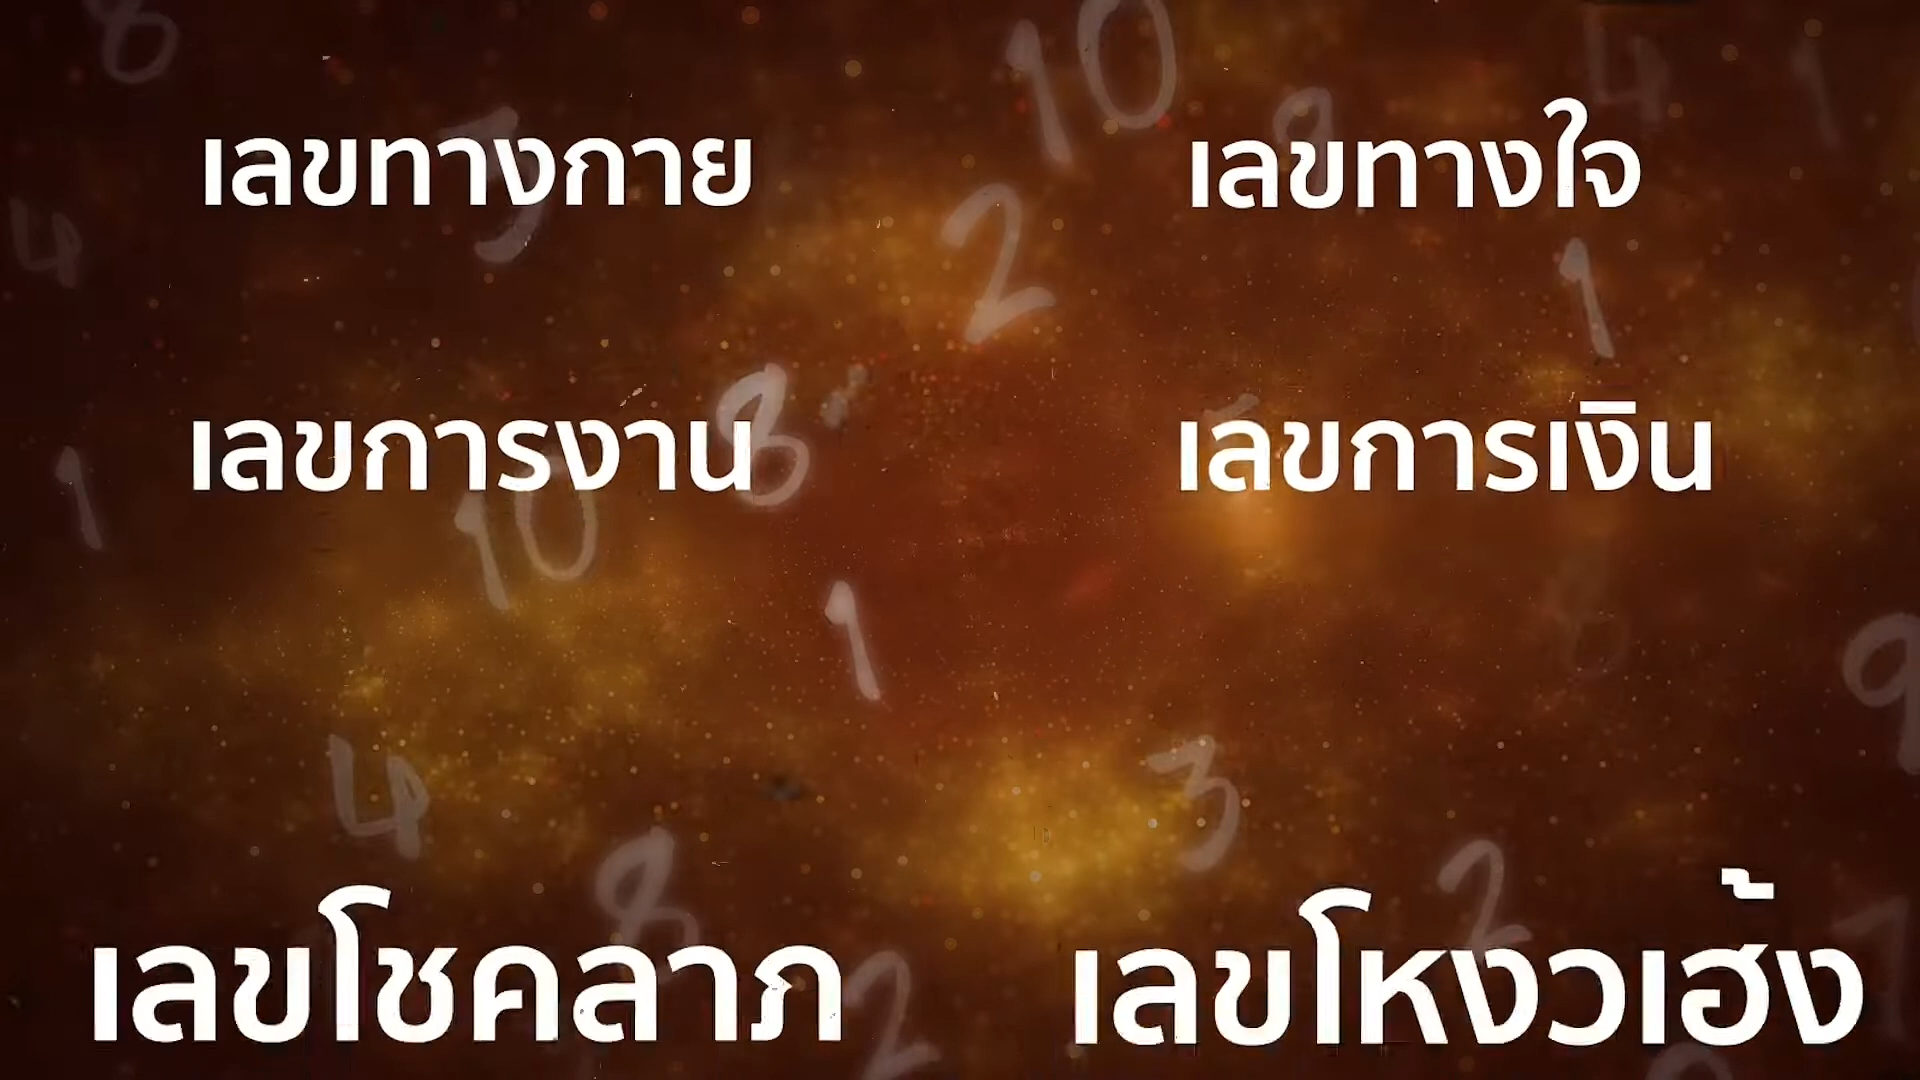 เลขทางกาย เลขทางใจ
เลขการงาน เลขการเงิน
เลขโชคลาภ เลขโหงวเฮ้ง